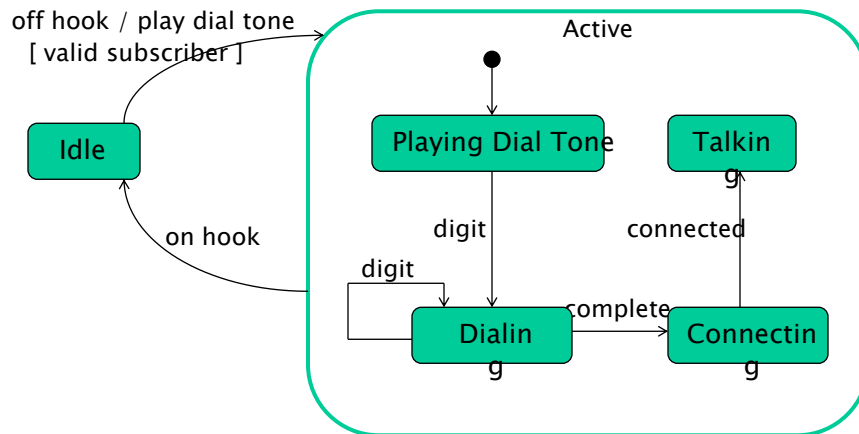 off hook / play dial tone
[ valid subscriber ]
Active
Idle
Playing Dial Tone
Talkin
g
on hook
digit
connected
digit
complete
Dialin
g
Connectin
g